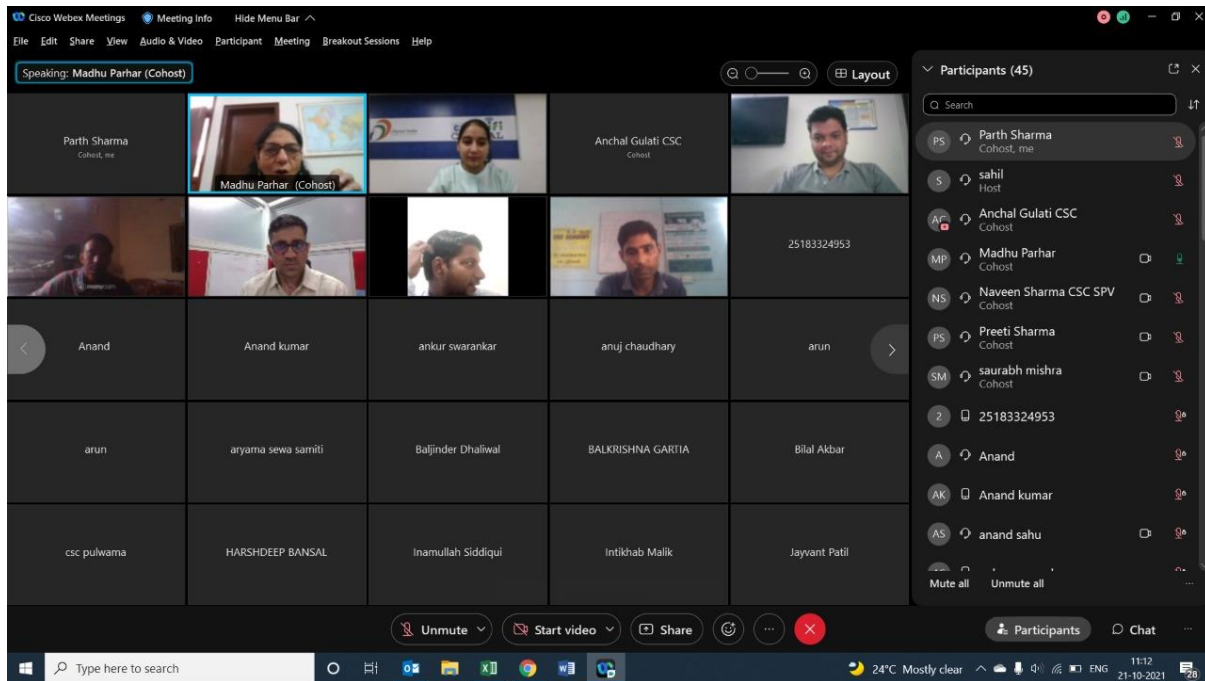 Cisco Webex Meetings Meeting Info Hide Menu Bar
File Edit Share View Audio & Video Participant Meeting Breakout Sessions Help
Speaking: Madhu Parhar (Cohost)
Layout
Parth Sharma
Cohost, me
Madhu Parhar (Cohost)
Anchal Gulati CSC
Cohost
25183324953
Anand
Anand kumar
ankur swarankar
anuj chaudhary
arun
arun
aryama sewa samiti
Baljinder Dhaliwal
BALKRISHNA GARTIA
Bilal Akbar
csc pulwama
HARSHDEEP BANSAL
Inamullah Siddiqui
Intikhab Malik
Jayvant Patil
Participants (45)
Search
PS Parth Sharma
Cohost, me
S sahil
Host
AG Anchal Gulati CSC
Cohost
MP Madhu Parhar
Cohost
NS Naveen Sharma CSC SPV
Cohost
PS Preeti Sharma
Cohost
SM saurabh mishra
Cohost
2 25183324953
A Anand
AK Anand kumar
AS anand sahu
Mute all Unmute all
Unmute Start video Share
Participants Chat
Type here to search
24°C Mostly clear ENG
11:12
21-10-2021
28